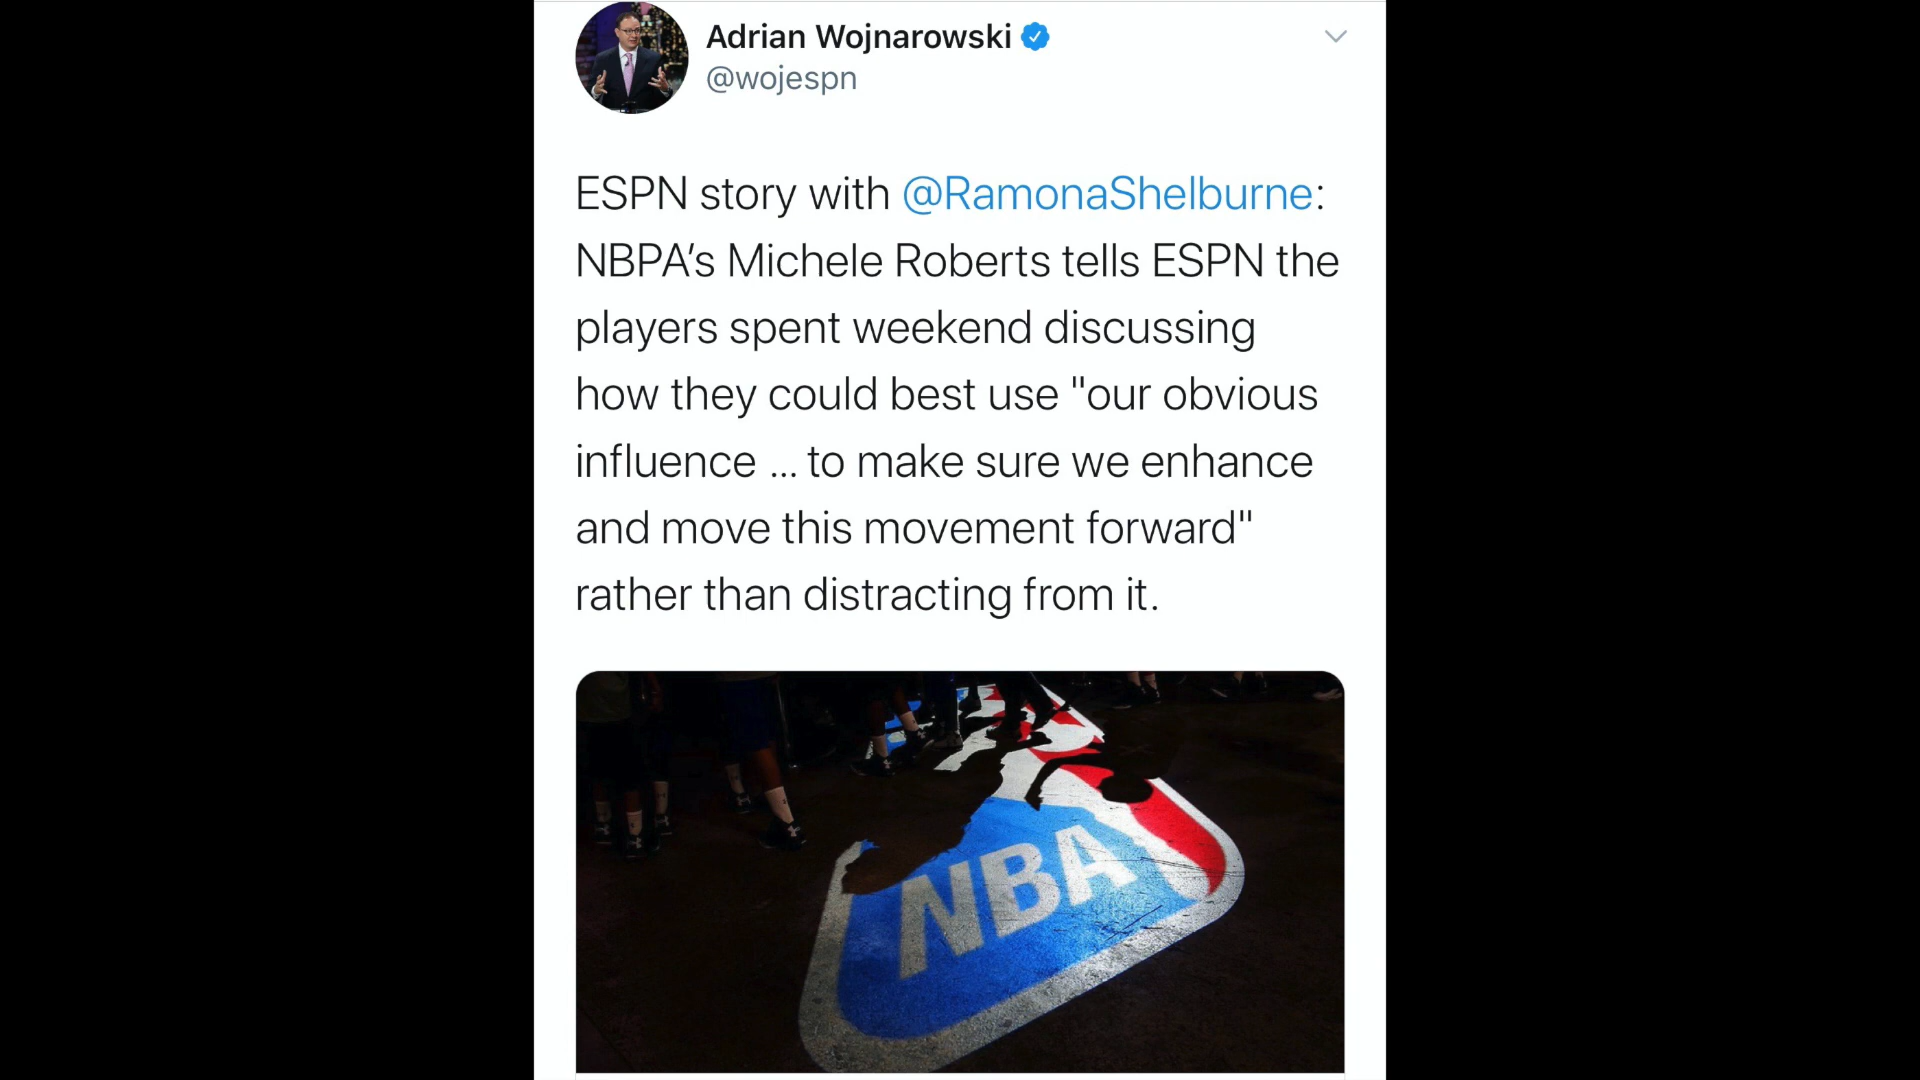 Adrian Wojnarowski
@wojespn
ESPN story with @RamonaShelburne:
NBPA’s Michele Roberts tells ESPN the
players spent weekend discussing
how they could best use "our obvious
influence ... to make sure we enhance
and move this movement forward"
rather than distracting from it.
NBA